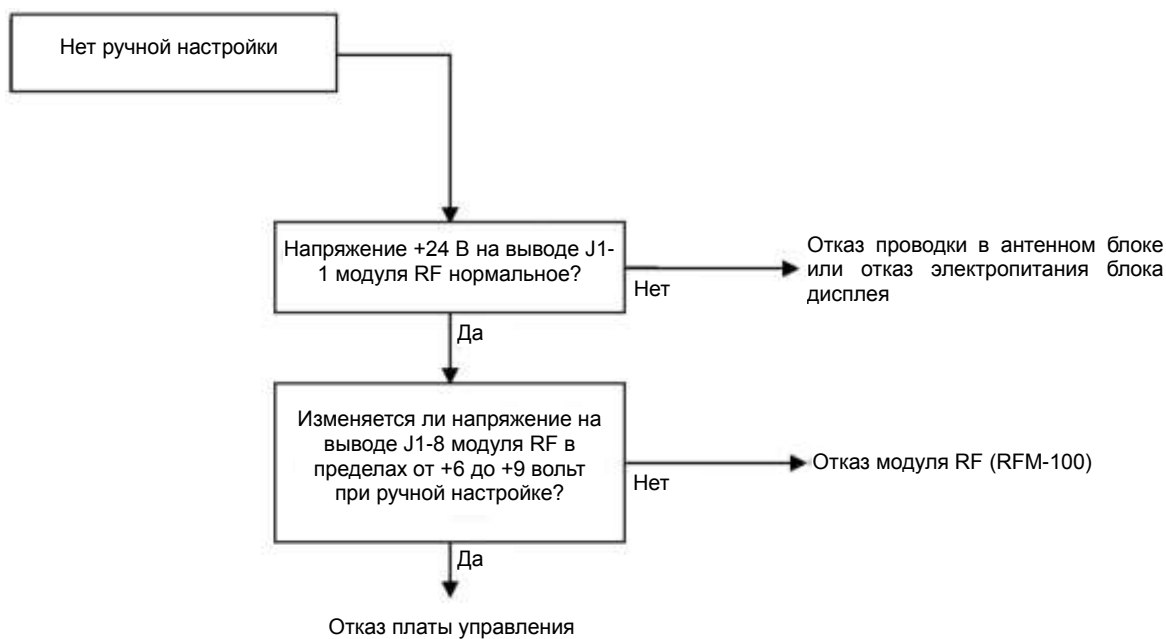 Нет ручной настройки
Напряжение +24 В на выводе J1-
1 модуля RF нормальное?
Отказ проводки в антенном блоке
или отказ электропитания блока
дисплея
Нет
Да
Изменяется ли напряжение на
выводе J1-8 модуля RF в
пределах от +6 до +9 вольт
при ручной настройке?
Отказ модуля RF (RFM-100)
Нет
Да
Отказ платы управления